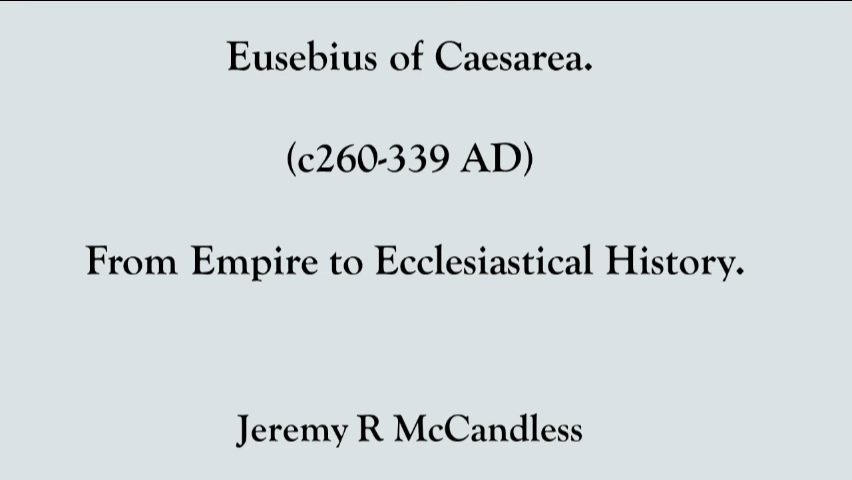 Eusebius of Caesarea.
(c260-339 AD)
From Empire to Ecclesiastical History.
Jeremy R McCandless